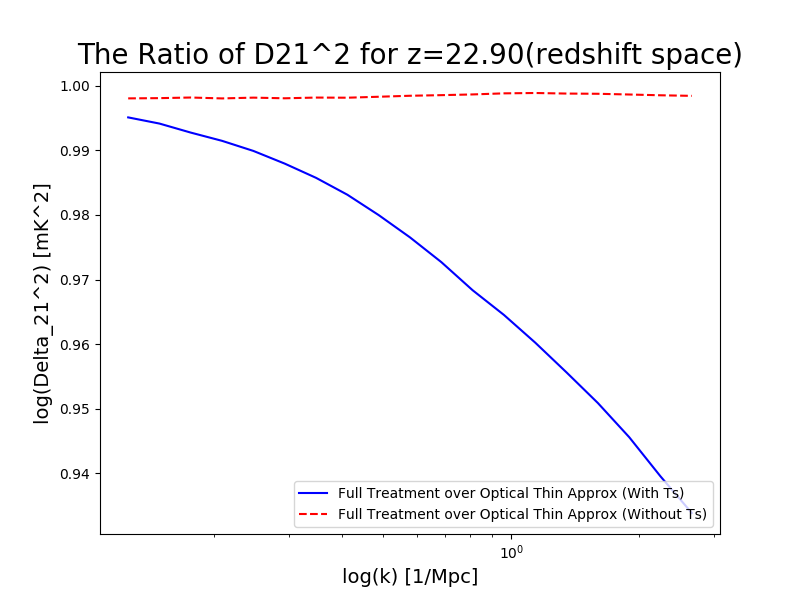 The Ratio of D21^2 for z=22.90(redshift space)
log(Delta_21^2) [mK^2]
1.00
0.99
0.98
0.97
0.96
0.95
0.94
Full Treatment over Optical Thin Approx (With Ts)
Full Treatment over Optical Thin Approx (Without Ts)
10^0
log(k) [1/Mpc]